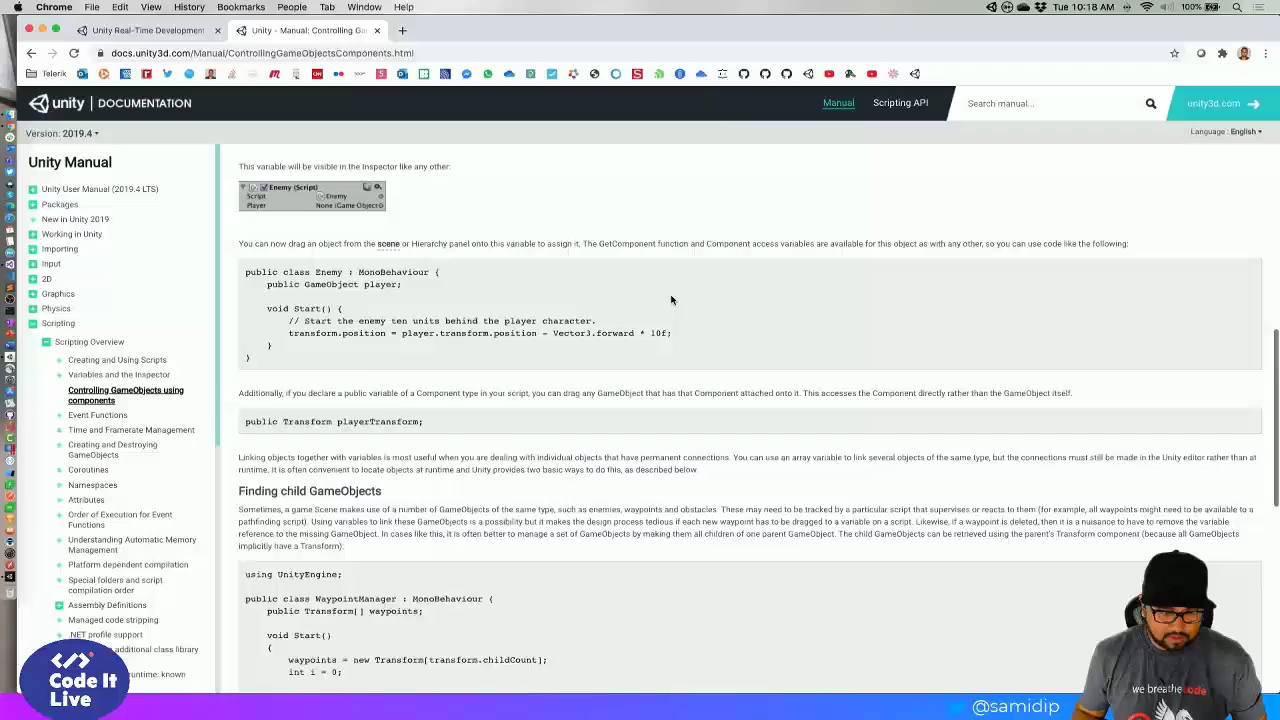 Chrome File Edit View History Bookmarks People Tab Window Help
100% Tue Oct 6 10:18 AM
Unity Real-Time Development
Unity - Manual: Controlling Ga
docs.unity3d.com/Manual/ControllingGameObjectsComponents.html
Telerik
unity | DOCUMENTATION
Manual Scripting API
Search manual...
unity3d.com
Version: 2019.4
Language : English
Unity Manual
Unity User Manual (2019.4 LTS)
Packages
New in Unity 2019
Working in Unity
Importing
Input
2D
Graphics
Physics
Scripting
Scripting Overview
Creating and Using Scripts
Variables and the Inspector
Controlling GameObjects using
components
Event Functions
Time and Framerate Management
Creating and Destroying
GameObjects
Coroutines
Namespaces
Attributes
Order of Execution for Event
Functions
Understanding Automatic Memory
Management
Platform dependent compilation
Special folders and script
compilation order
Assembly Definitions
Managed code stripping
.NET profile support
additional class library
runtime: known
This variable will be visible in the Inspector like any other:
Enemy (Script)
Script Enemy
Player None (Game Object)
You can now drag an object from the scene or Hierarchy panel onto this variable to assign it. The GetComponent function and Component access variables are available for this object as with any other, so you can use code like the following:
public class Enemy : MonoBehaviour {
public GameObject player;
void Start() {
// Start the enemy ten units behind the player character.
transform.position = player.transform.position - Vector3.forward * 10f;
}
}
Additionally, if you declare a public variable of a Component type in your script, you can drag any GameObject that has that Component attached onto it. This accesses the Component directly rather than the GameObject itself.
public Transform playerTransform;
Linking objects together with variables is most useful when you are dealing with individual objects that have permanent connections. You can use an array variable to link several objects of the same type, but the connections must still be made in the Unity editor rather than at
runtime. It is often convenient to locate objects at runtime and Unity provides two basic ways to do this, as described below.
Finding child GameObjects
Sometimes, a game Scene makes use of a number of GameObjects of the same type, such as enemies, waypoints and obstacles. These may need to be tracked by a particular script that supervises or reacts to them (for example, all waypoints might need to be available to a
pathfinding script). Using variables to link these GameObjects is a possibility but it makes the design process tedious if each new waypoint has to be dragged to a variable on a script. Likewise, if a waypoint is deleted, then it is a nuisance to have to remove the variable
reference to the missing GameObject. In cases like this, it is often better to manage a set of GameObjects by making them all children of one parent GameObject. The child GameObjects can be retrieved using the parent's Transform component (because all GameObjects
implicitly have a Transform):
using UnityEngine;
public class WaypointManager : MonoBehaviour {
public Transform[] waypoints;
void Start()
{
waypoints = new Transform[transform.childCount];
int i = 0;
Code It
Live
we breathe code
@samidip